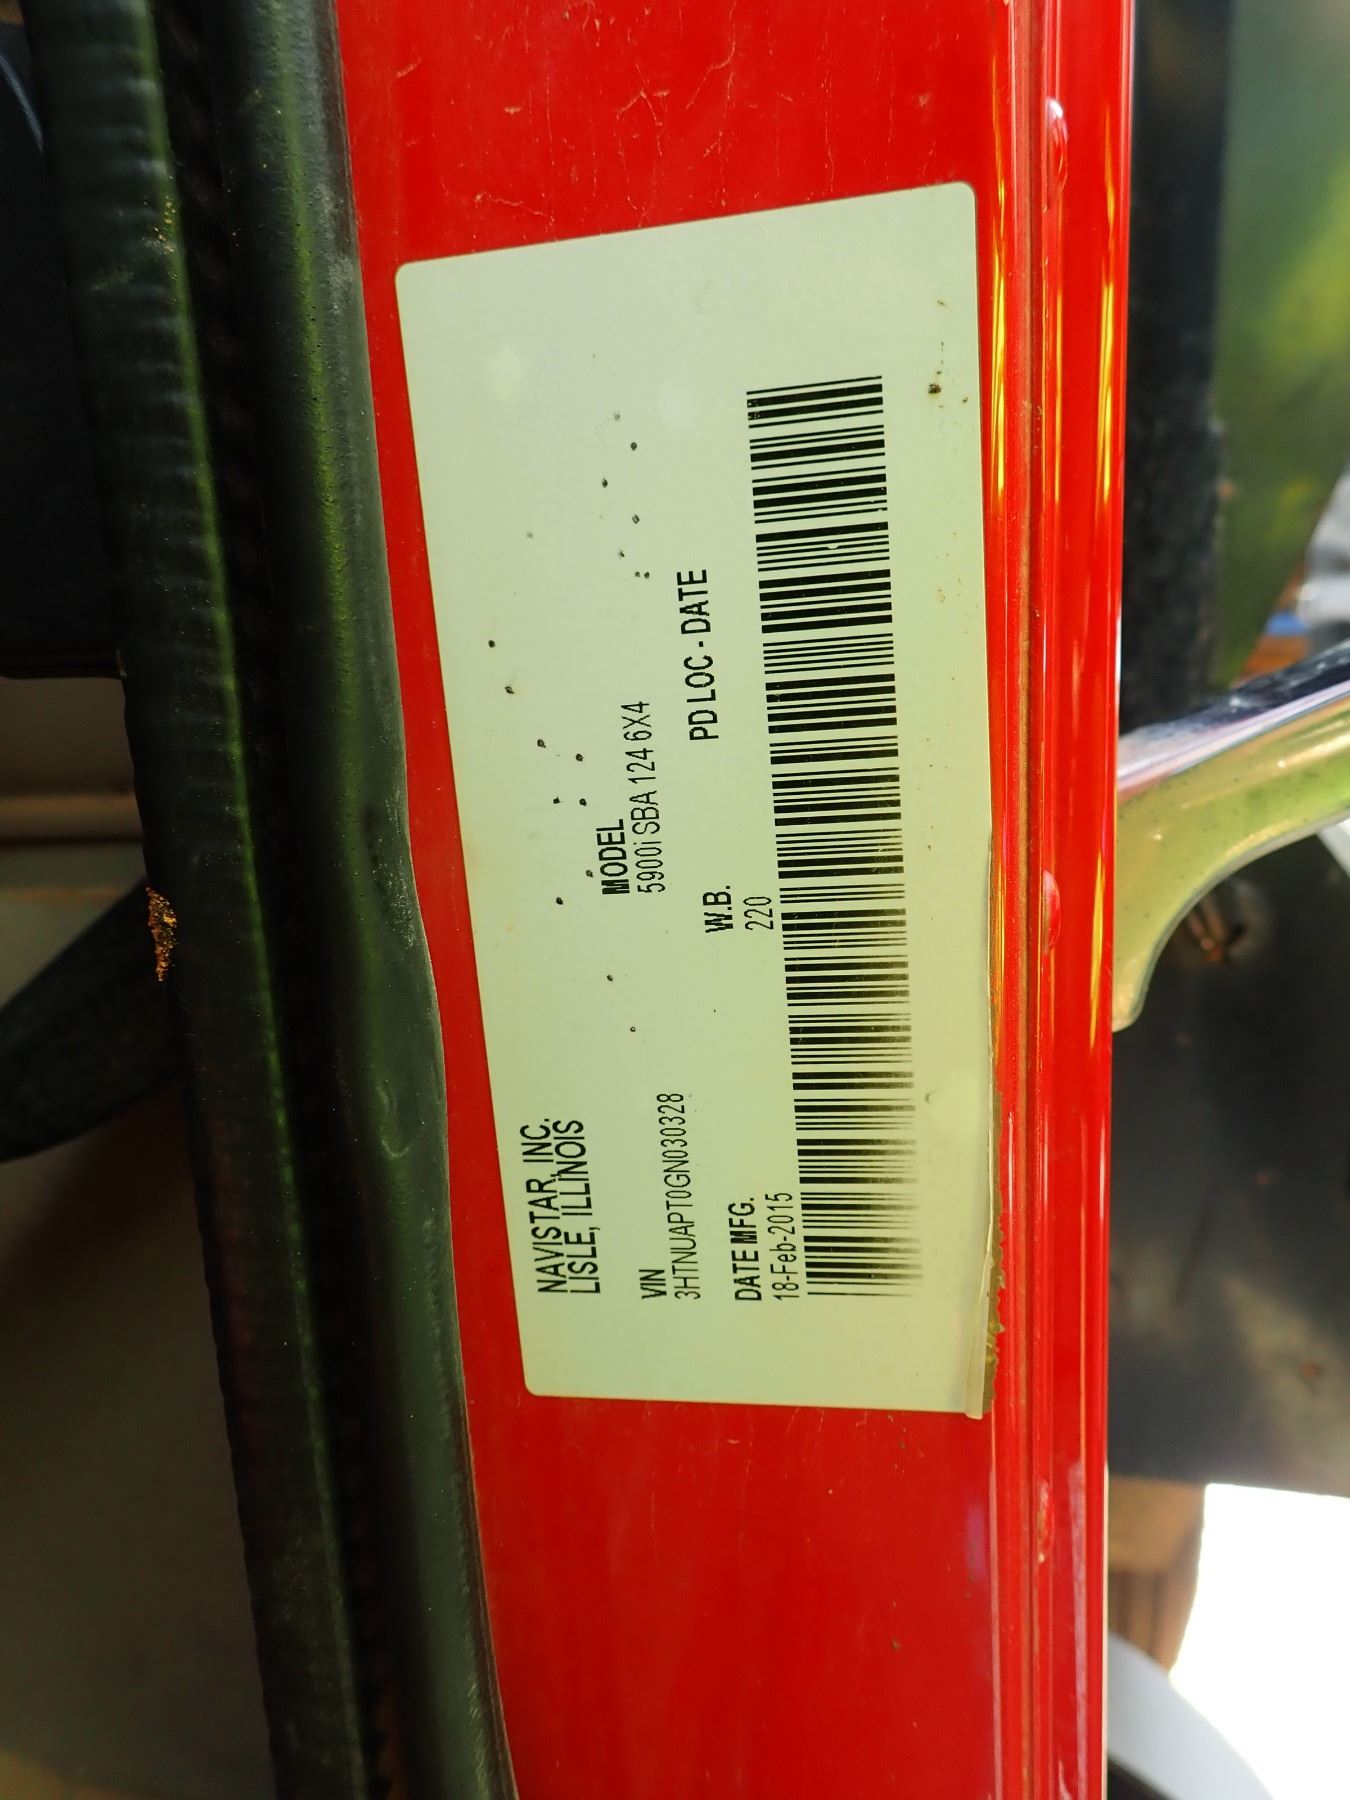 NAVISTAR, INC.
LISLE, ILLINOIS
MODEL
5900i SBA 124 6X4
VIN
3HTNUAPT0GN030328
W.B.
220
PD LOC - DATE
DATE MFG.
18-Feb-2015